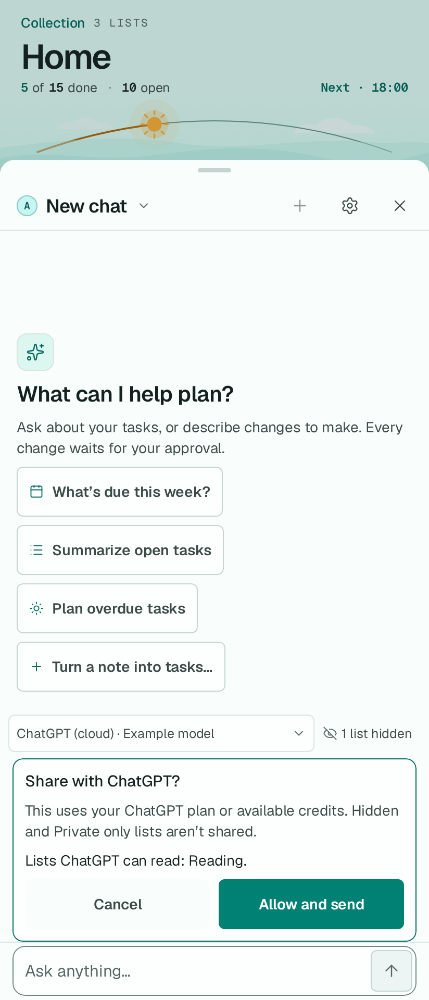 Collection 3 LISTS
Home
5 of 15 done · 10 open
Next · 18:00
A New chat
What can I help plan?
Ask about your tasks, or describe changes to make. Every
change waits for your approval.
What's due this week?
Summarize open tasks
Plan overdue tasks
Turn a note into tasks…
ChatGPT (cloud) · Example model
1 list hidden
Share with ChatGPT?
This uses your ChatGPT plan or available credits. Hidden
and Private only lists aren't shared.
Lists ChatGPT can read: Reading.
Cancel
Allow and send
Ask anything…